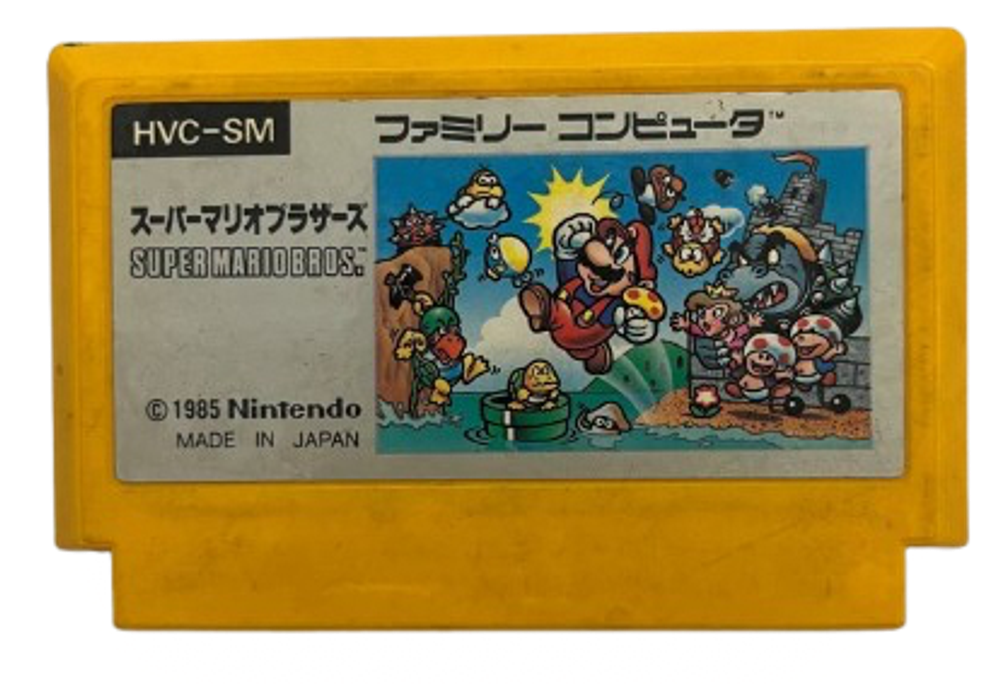 HVC-SM
ファミリー コンピュータ™
スーパーマリオブラザーズ
SUPER MARIO BROS.™
© 1985 Nintendo
MADE IN JAPAN